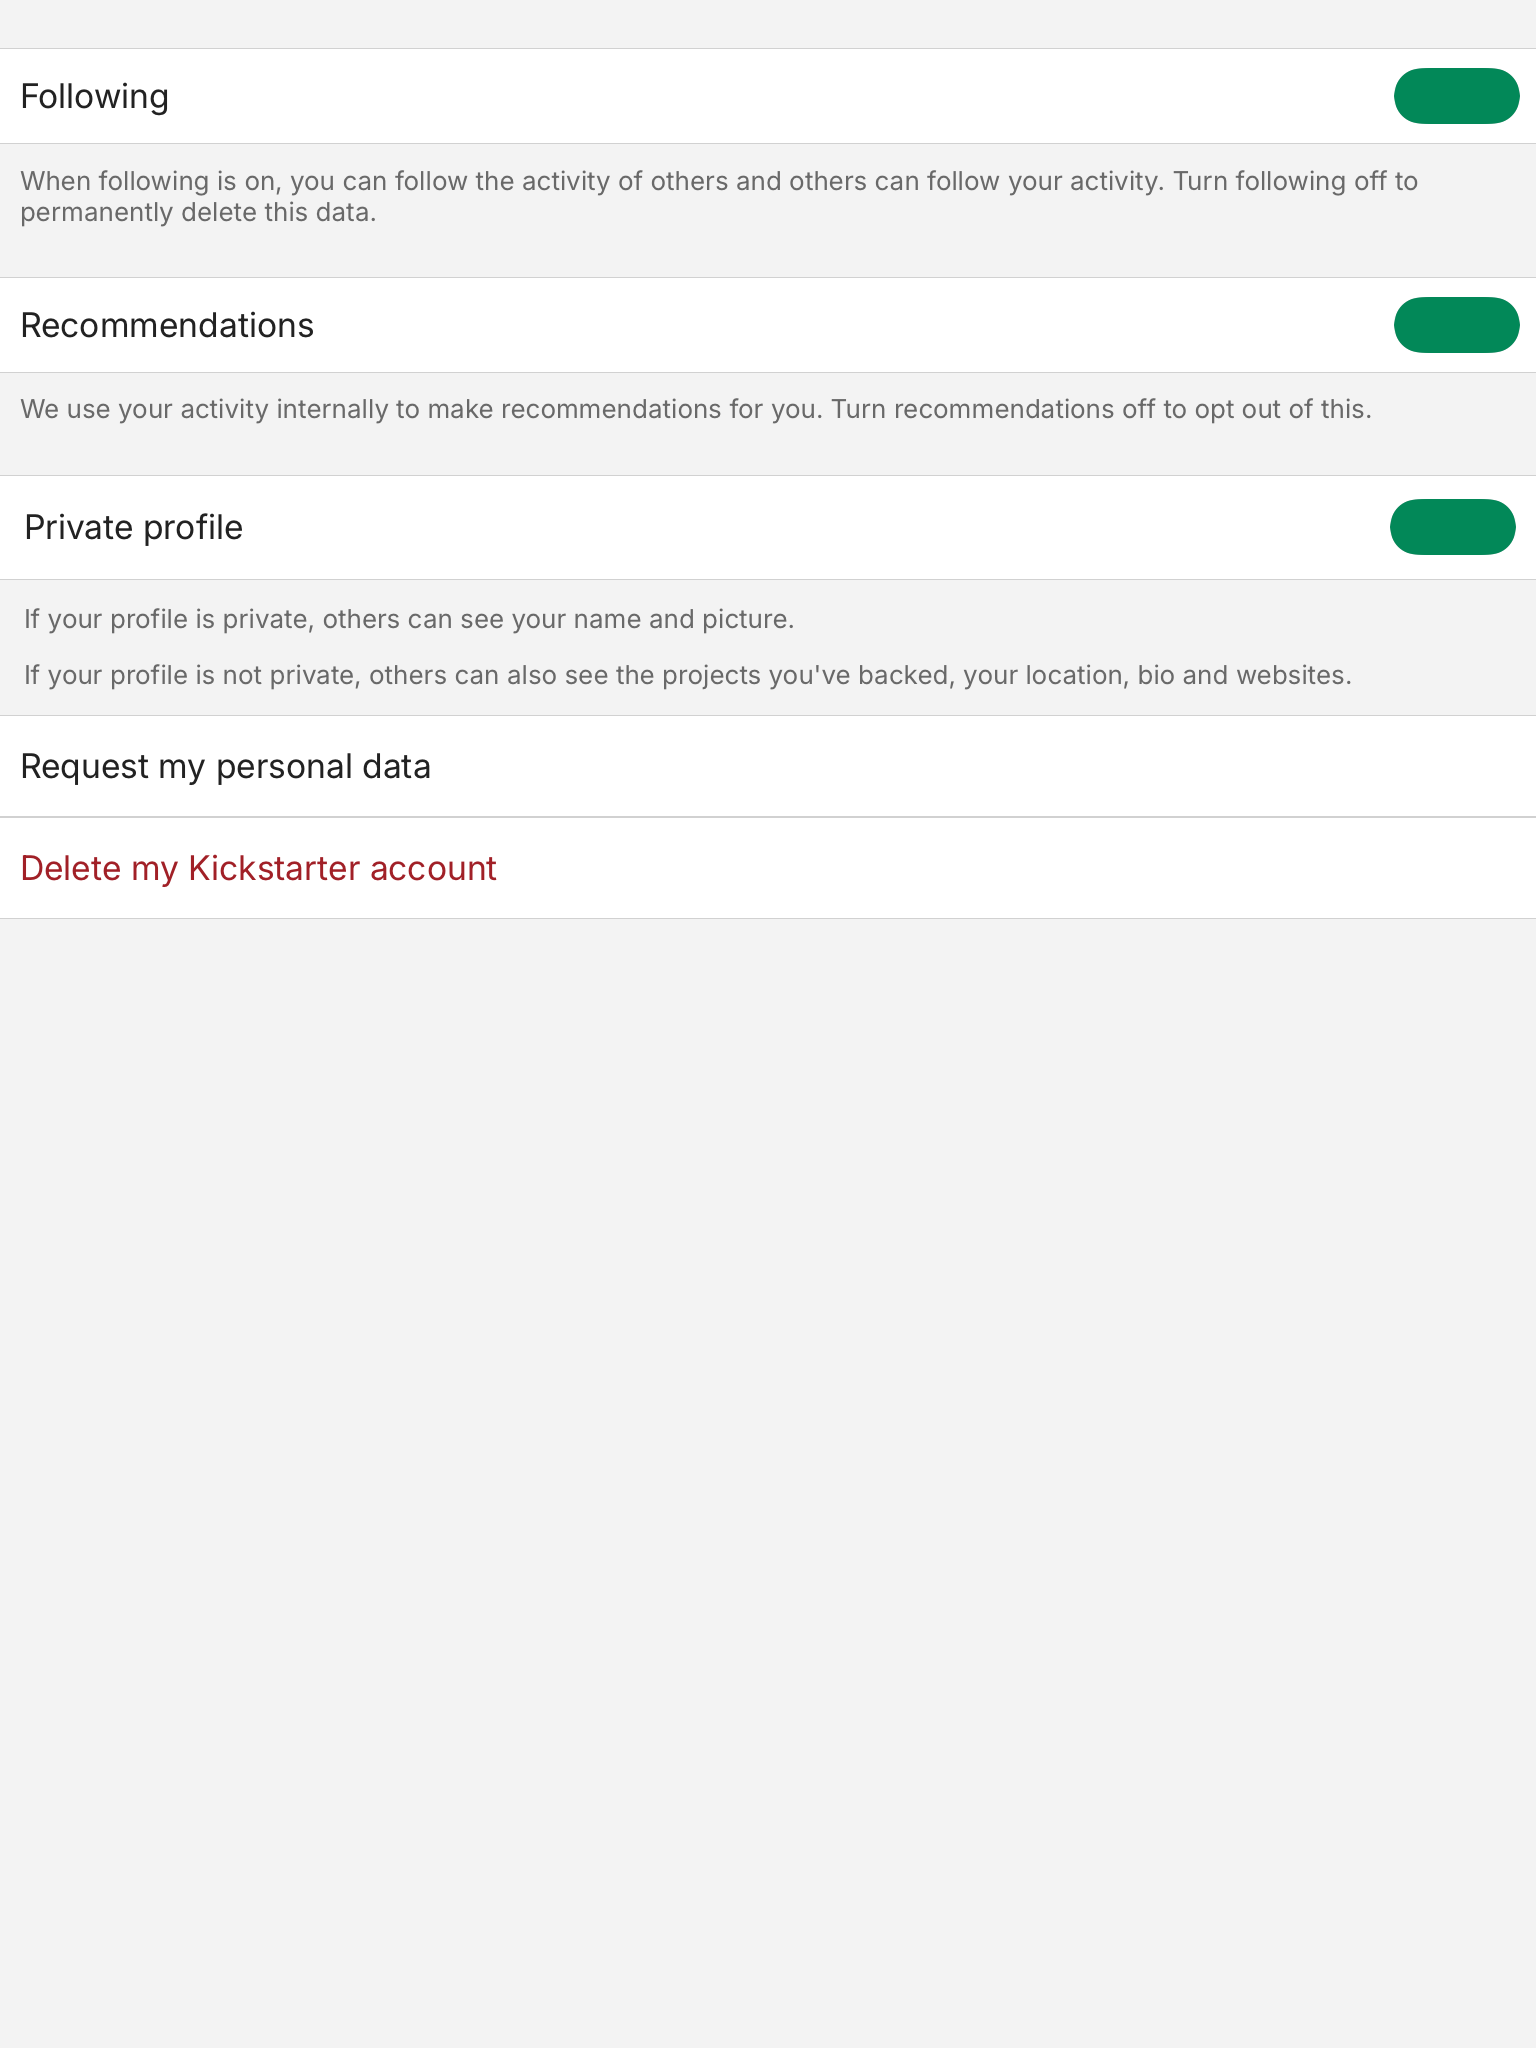 Following
When following is on, you can follow the activity of others and others can follow your activity. Turn following off to
permanently delete this data.
Recommendations
We use your activity internally to make recommendations for you. Turn recommendations off to opt out of this.
Private profile
If your profile is private, others can see your name and picture.
If your profile is not private, others can also see the projects you've backed, your location, bio and websites.
Request my personal data
Delete my Kickstarter account